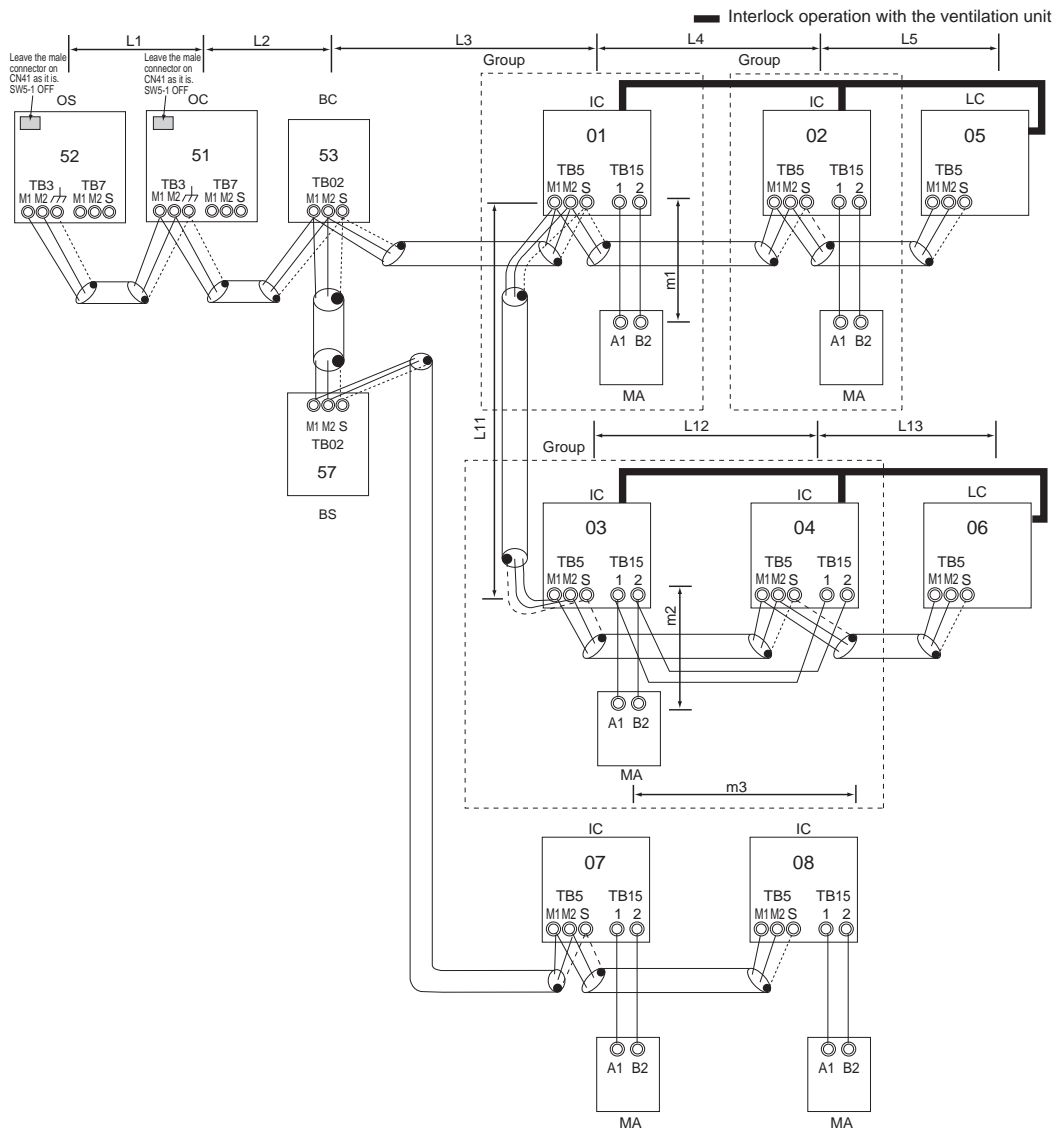 Interlock operation with the ventilation unit
L1 L2 L3 L4 L5
Leave the male
connector on
CN41 as it is.
SW5-1 OFF
Leave the male
connector on
CN41 as it is.
SW5-1 OFF
Group Group
OS OC BC IC IC LC
52 51 53 01 02 05
TB3 TB7 TB3 TB7 TB02 TB5 TB15 TB5 TB15 TB5
M1 M2 M1 M2 S M1 M2 M1 M2 S M1 M2 S M1 M2 S 1 2 M1 M2 S 1 2 M1 M2 S
m1
A1 B2 A1 B2
MA MA
M1 M2 S
TB02
57
BS
L11
Group
L12 L13
IC IC LC
03 04 06
TB5 TB15 TB5 TB15 TB5
M1 M2 S 1 2 M1 M2 S 1 2 M1 M2 S
m2
A1 B2
MA
m3
IC IC
07 08
TB5 TB15 TB5 TB15
M1 M2 S 1 2 M1 M2 S 1 2
A1 B2 A1 B2
MA MA